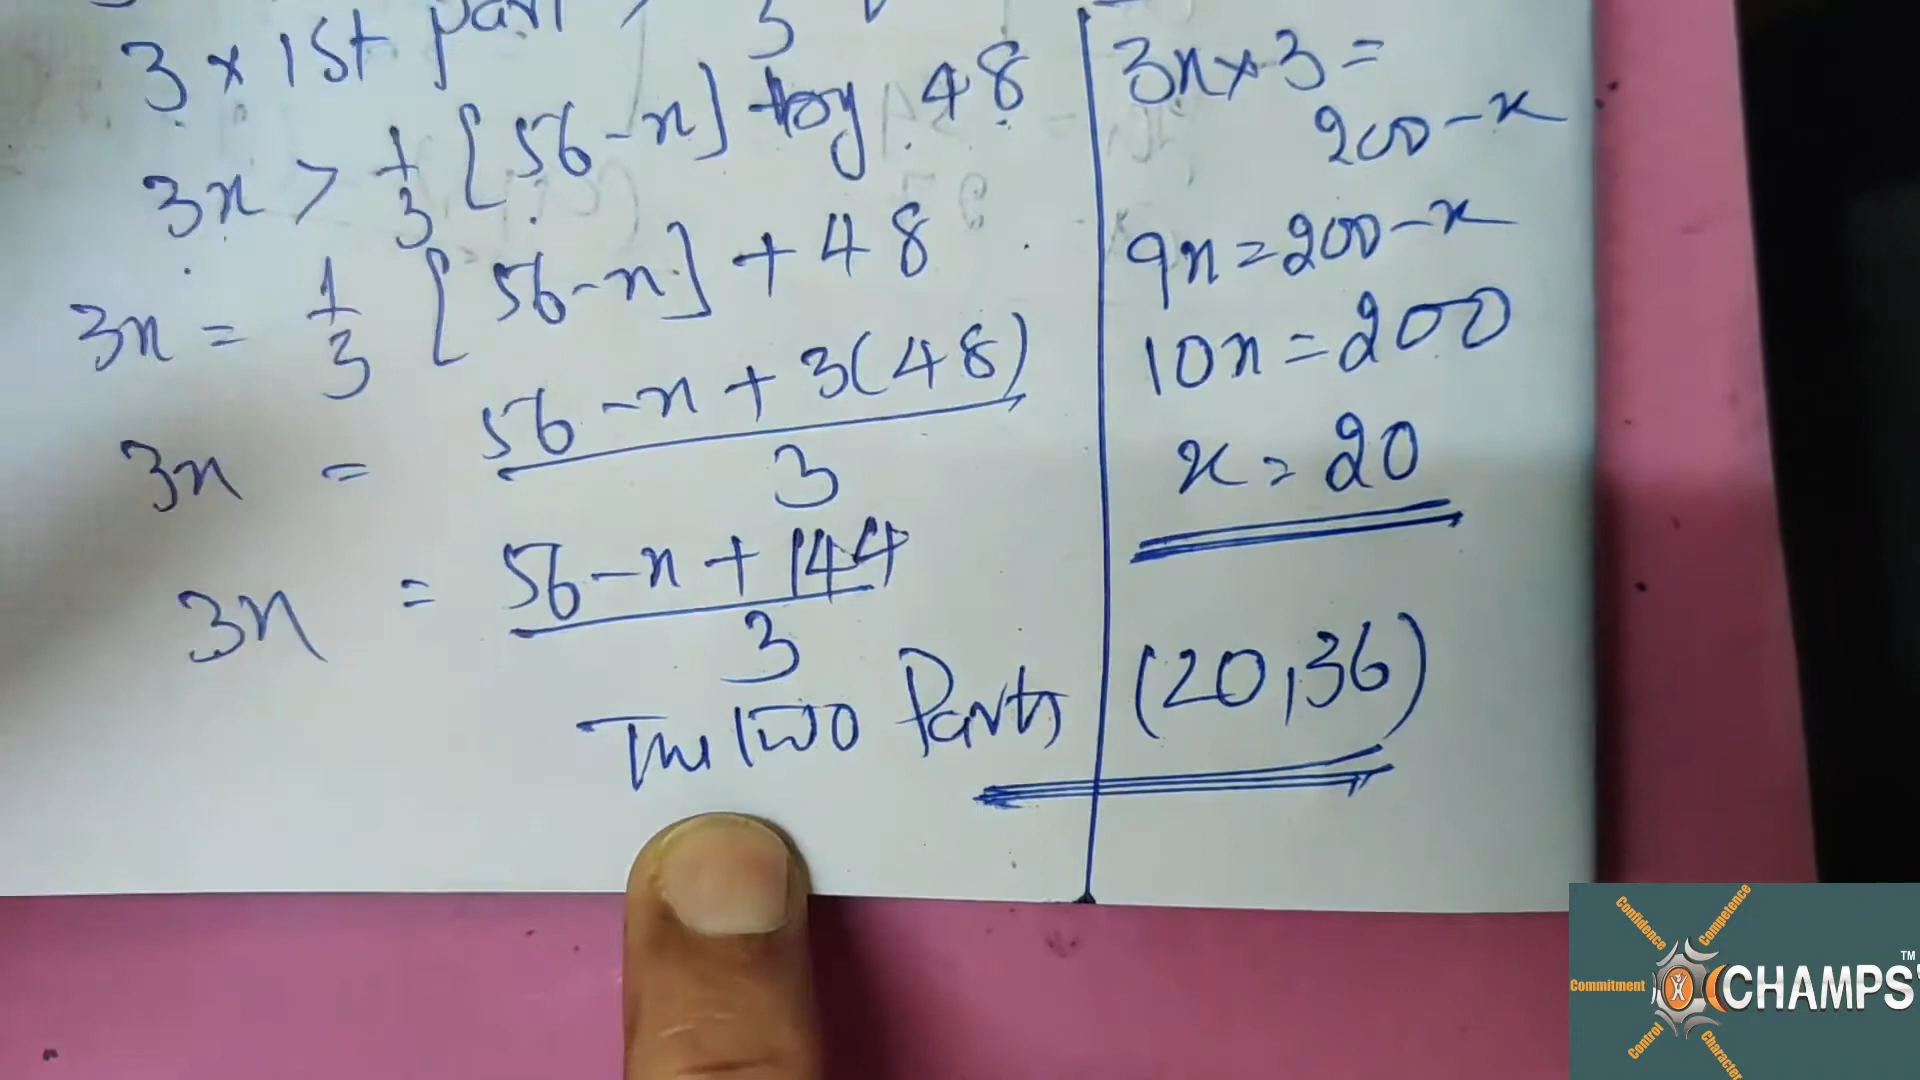 3 × 1st part > 1/3
3x > 1/3 [56-x] by 48
3x = 1/3 [56-x] + 48
3x = 56-x+3(48)/3
3x = 56-x+144/3
The two Parts (20,36)
3x×3 =
200-x
9x=200-x
10x=200
x=20
Confidence
Competence
Commitment
CHAMPS
TM
Control
Character